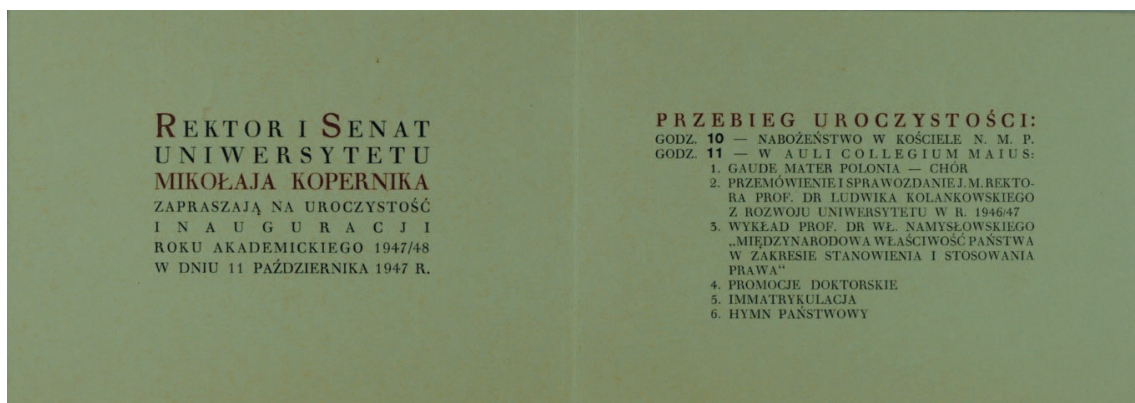 REKTOR I SENAT
UNIWERSYTETU
MIKOŁAJA KOPERNIKA
ZAPRASZAJĄ NA UROCZYSTOŚĆ
INAUGURACJI
ROKU AKADEMICKIEGO 1947/48
W DNIU 11 PAŹDZIERNIKA 1947 R.
PRZEBIEG UROCZYSTOŚCI:
GODZ. 10 — NABOŻEŃSTWO W KOŚCIELE N. M. P.
GODZ. 11 — W AULI COLLEGIUM MAIUS:
1. GAUDE MATER POLONIA — CHÓR
2. PRZEMÓWIENIE I SPRAWOZDANIE J. M. REKTO-
RA PROF. DR LUDWIKA KOLANKOWSKIEGO
Z ROZWOJU UNIWERSYTETU W R. 1946/47
3. WYKŁAD PROF. DR WŁ. NAMYSŁOWSKIEGO
„MIĘDZYNARODOWA WŁAŚCIWOŚĆ PAŃSTWA
W ZAKRESIE STANOWIENIA I STOSOWANIA
PRAWA“
4. PROMOCJE DOKTORSKIE
5. IMMATRYKULACJA
6. HYMN PAŃSTWOWY